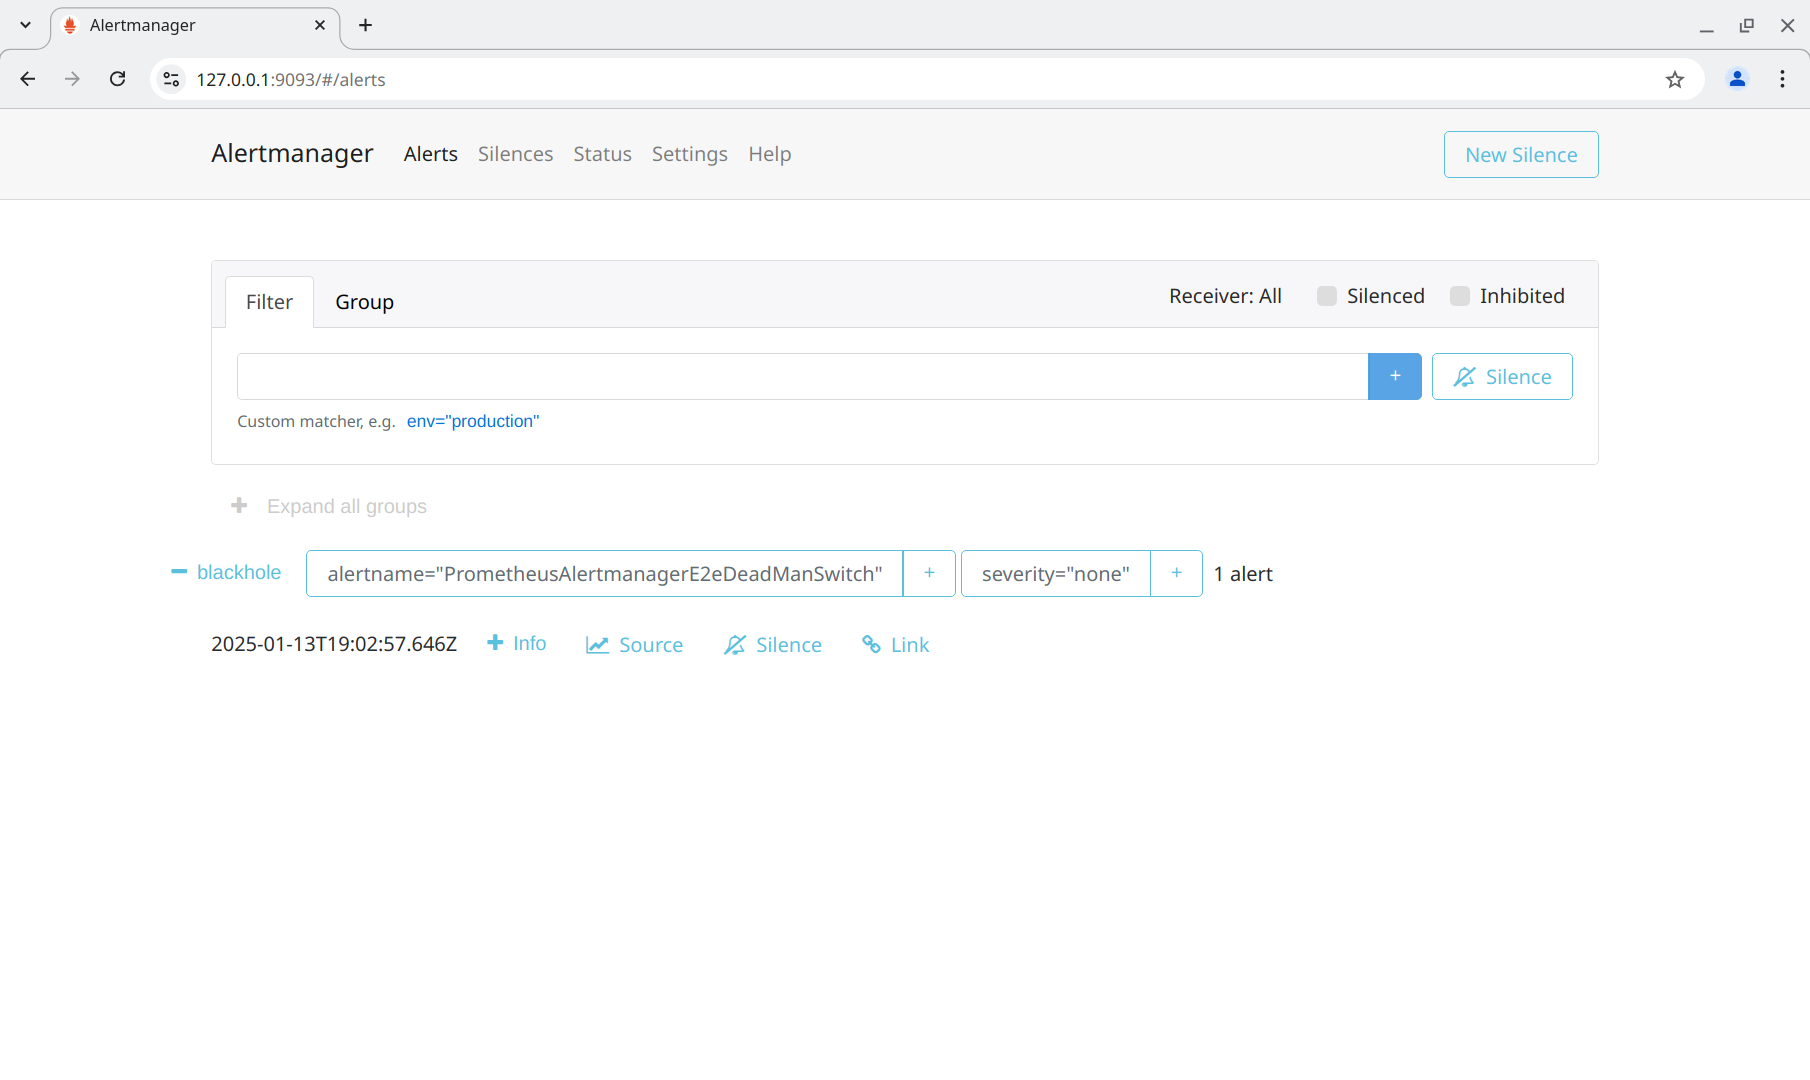 Alertmanager
127.0.0.1:9093/#/alerts
Alertmanager Alerts Silences Status Settings Help New Silence
Filter Group Receiver: All Silenced Inhibited
+ Silence
Custom matcher, e.g. env="production"
Expand all groups
blackhole alertname="PrometheusAlertmanagerE2eDeadManSwitch" + severity="none" + 1 alert
2025-01-13T19:02:57.646Z Info Source Silence Link